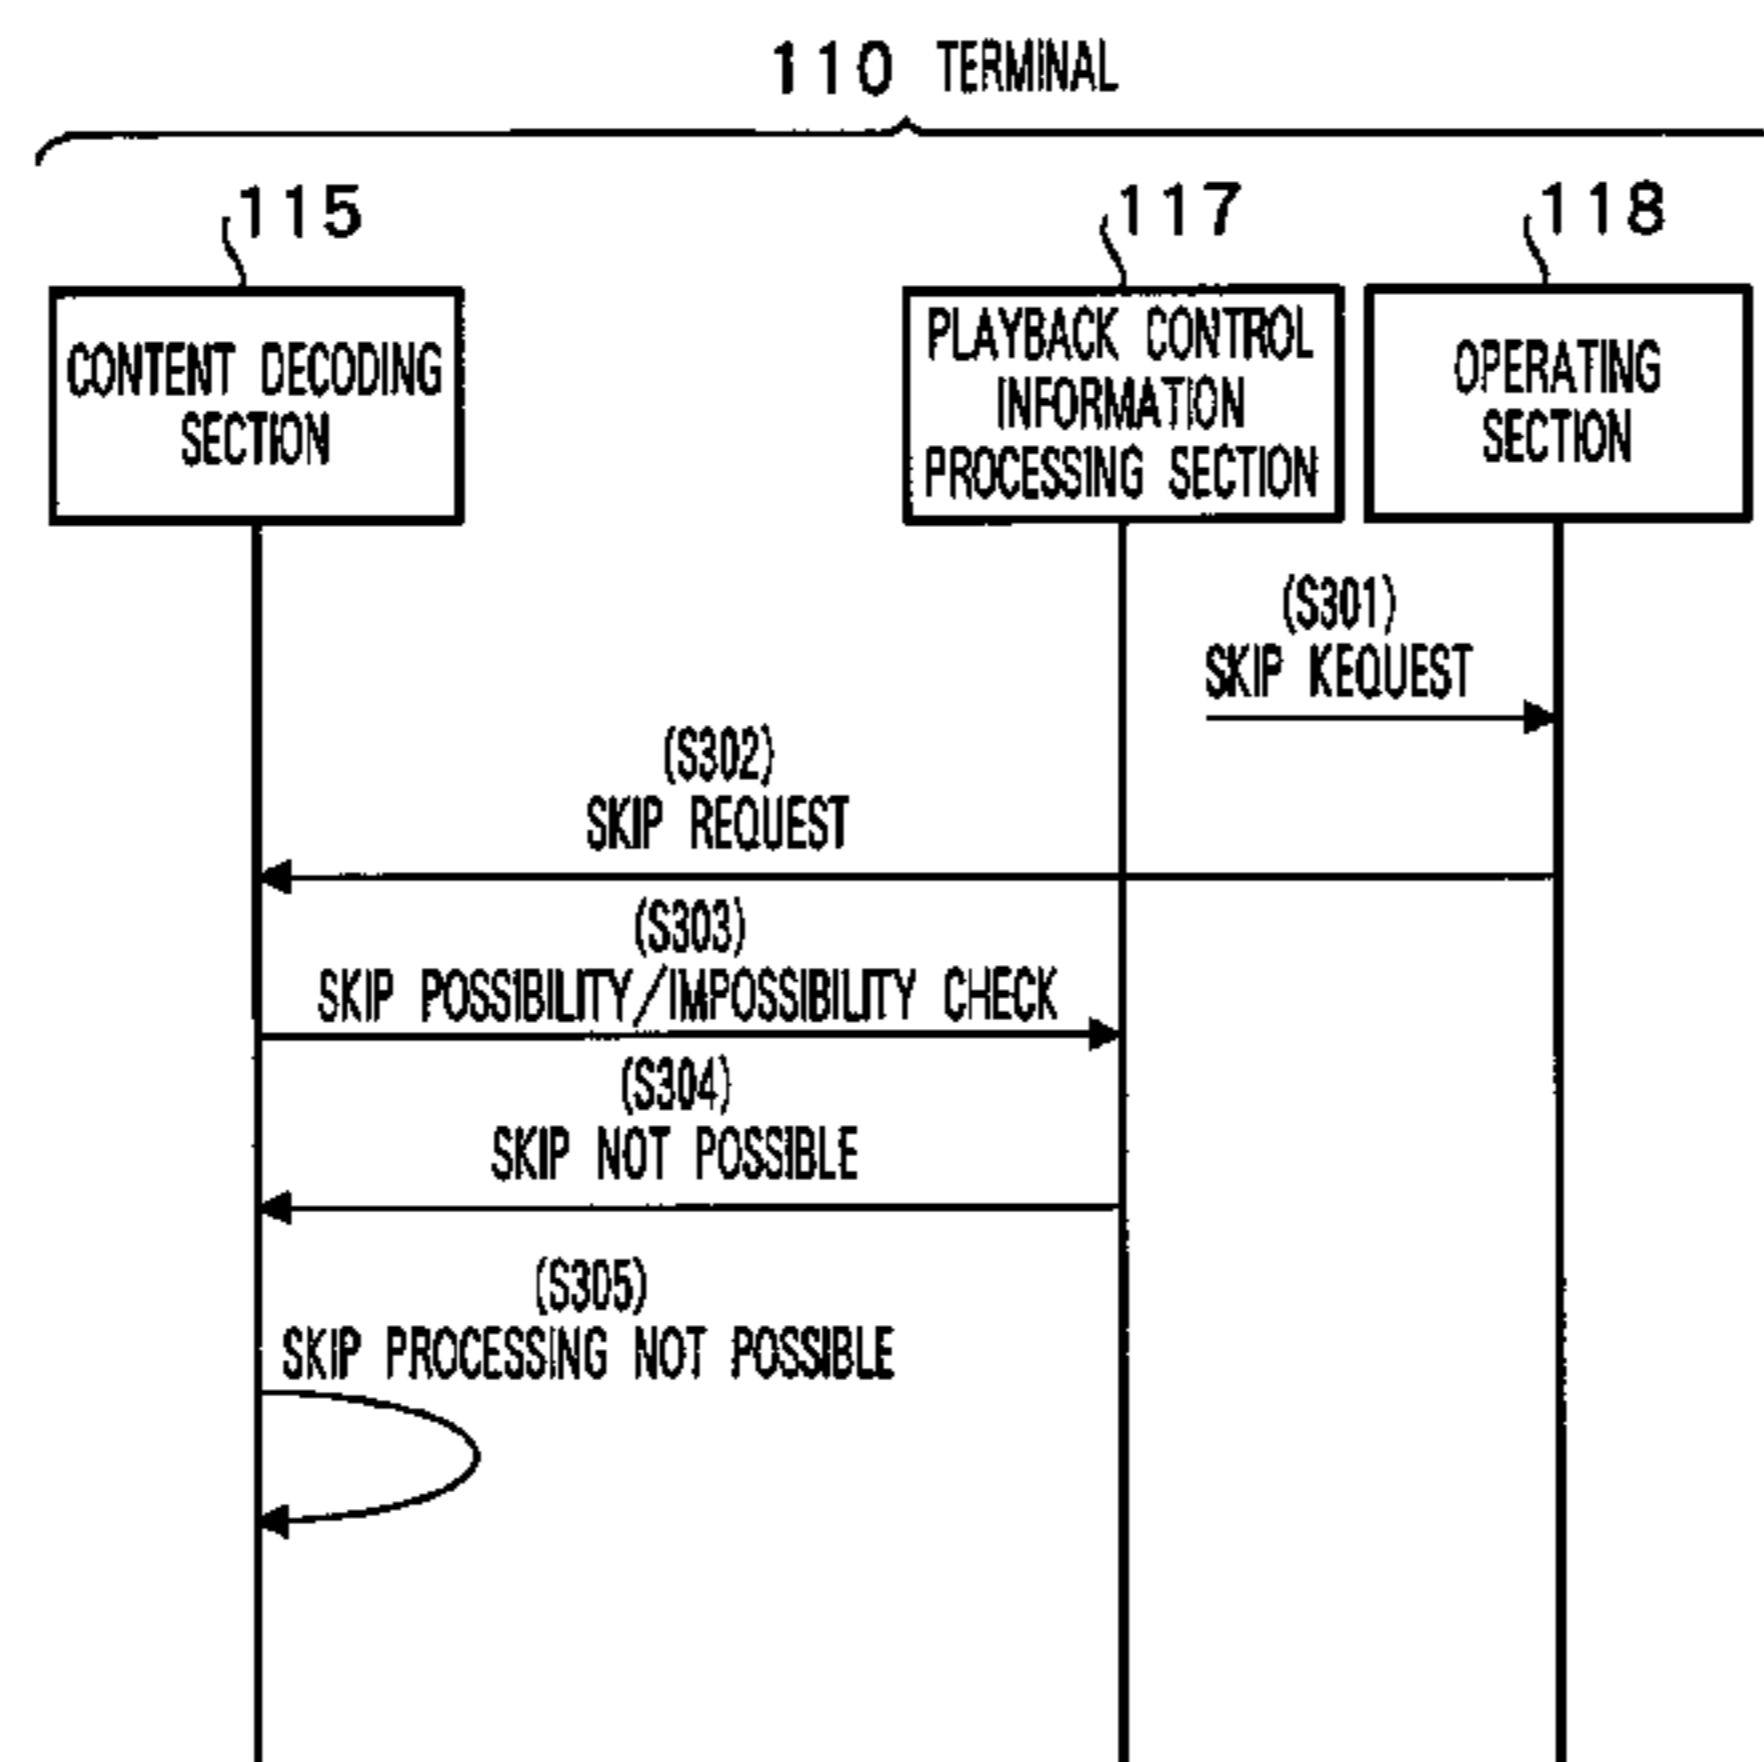 110 TERMINAL
115
117
118
CONTENT DECODING
SECTION
PLAYBACK CONTROL
INFORMATION
PROCESSING SECTION
OPERATING
SECTION
(S301)
SKIP KEQUEST
(S302)
SKIP REQUEST
(S303)
SKIP POSSIBILITY/IMPOSSIBILITY CHECK
(S304)
SKIP NOT POSSIBLE
(S305)
SKIP PROCESSING NOT POSSIBLE